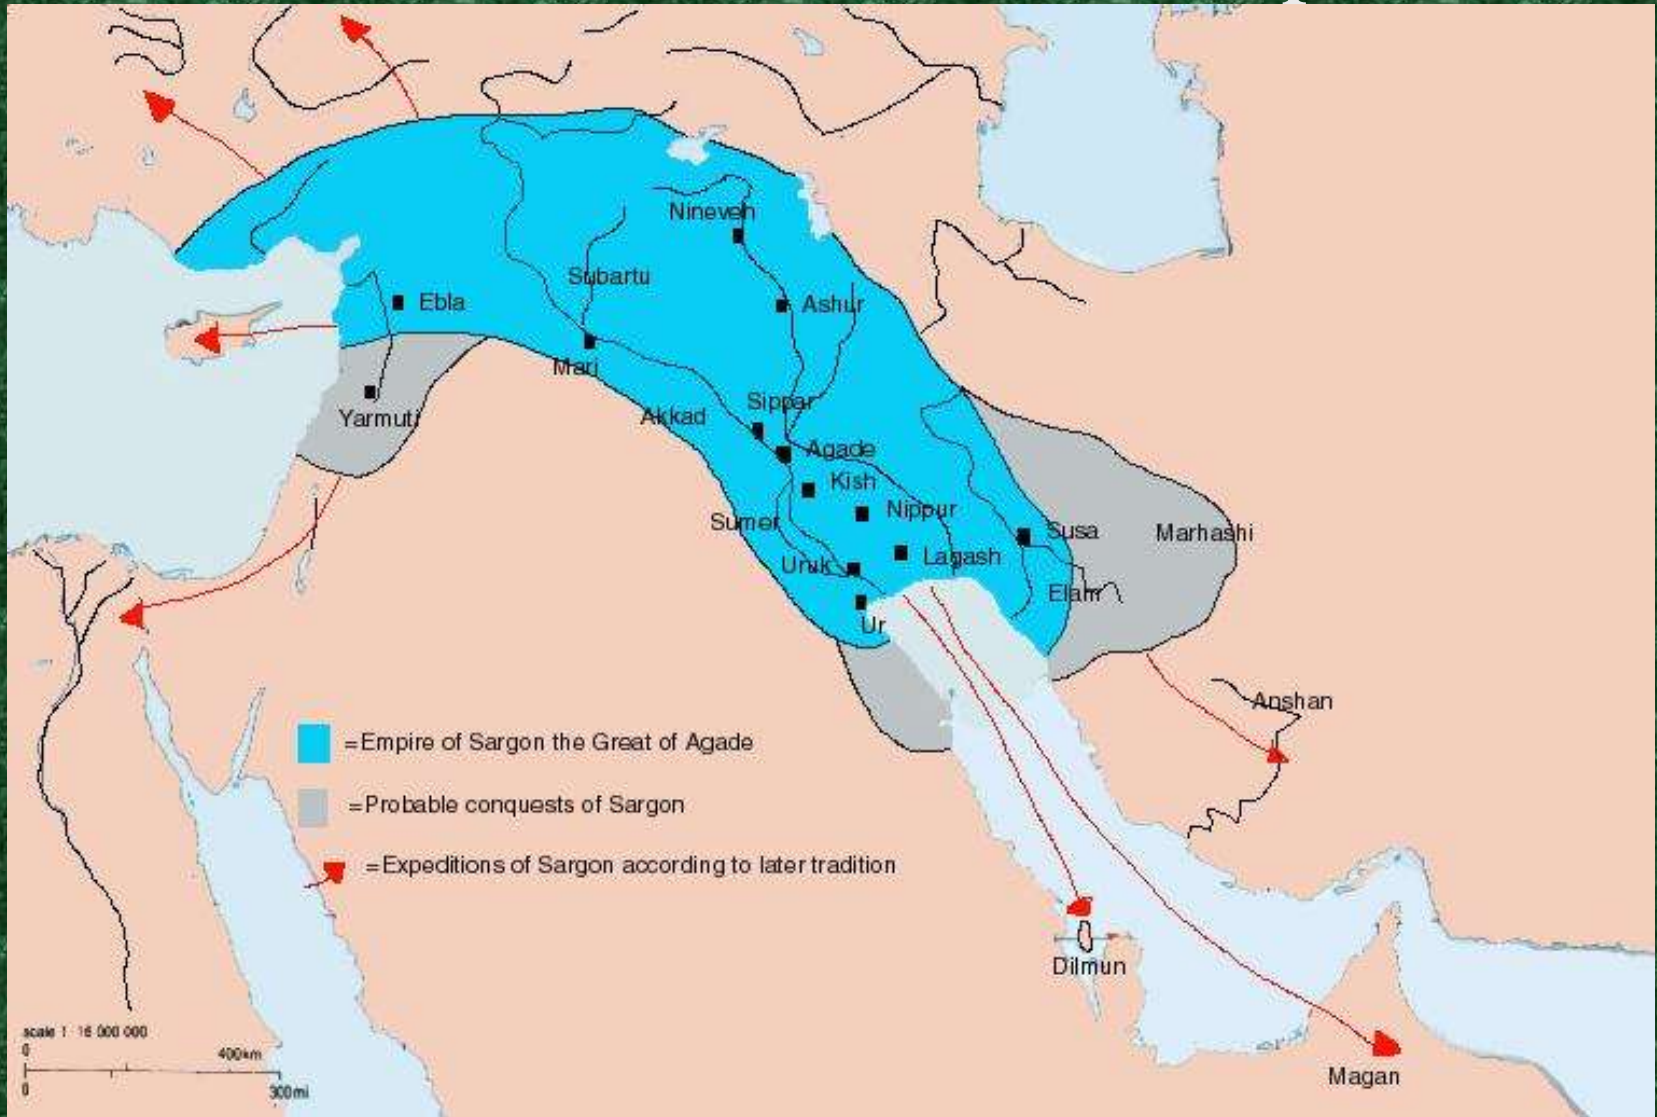 Nineveh
Subartu
Ebla
Ashur
Mari
Sippar
Yarmuti
Akkad
Agade
Kish
Nippur
Sumer
Susa
Marhashi
Lagash
Uruk
Elam
Ur
Anshan
=Empire of Sargon the Great of Agade
=Probable conquests of Sargon
=Expeditions of Sargon according to later tradition
Dilmun
Magan
scale 1 16 000 000
0
400km
0
300mi